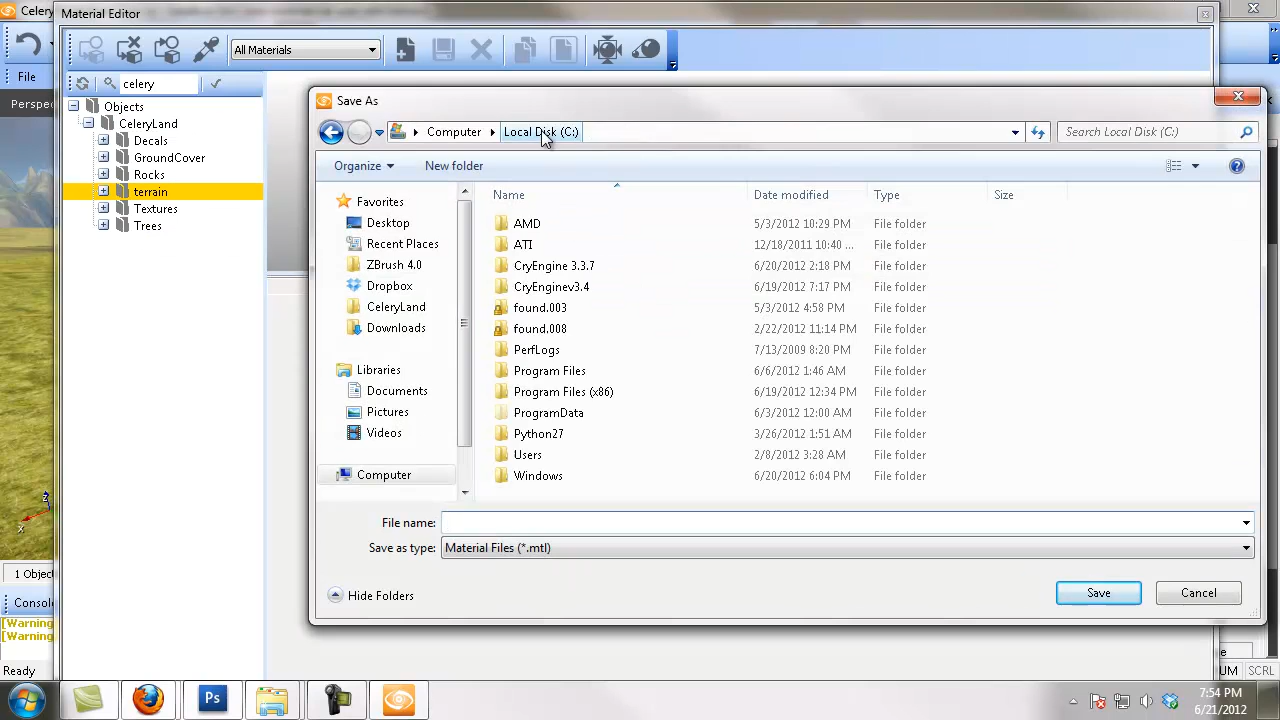 Celery
Material Editor
All Materials
File
celery
Perspe
Objects
CeleryLand
Decals
GroundCover
Rocks
terrain
Textures
Trees
Save As
Computer
Local Disk (C:)
Search Local Disk (C:)
Organize
New folder
Favorites
Desktop
Recent Places
ZBrush 4.0
Dropbox
CeleryLand
Downloads
Libraries
Documents
Pictures
Videos
Computer
Name Date modified Type Size
AMD 5/3/2012 10:29 PM File folder
ATI 12/18/2011 10:40 ... File folder
CryEngine 3.3.7 6/20/2012 2:18 PM File folder
CryEnginev3.4 6/19/2012 7:17 PM File folder
found.003 5/3/2012 4:58 PM File folder
found.008 2/22/2012 11:14 PM File folder
PerfLogs 7/13/2009 8:20 PM File folder
Program Files 6/6/2012 1:46 AM File folder
Program Files (x86) 6/19/2012 12:34 PM File folder
ProgramData 6/3/2012 12:00 AM File folder
Python27 3/26/2012 1:51 AM File folder
Users 2/8/2012 3:28 AM File folder
Windows 6/20/2012 6:04 PM File folder
File name:
Save as type: Material Files (*.mtl)
Hide Folders
Save
Cancel
z
x
1 Object
Console
[Warning
[Warning
Ready
e
UM SCRL
Ps
7:54 PM
6/21/2012